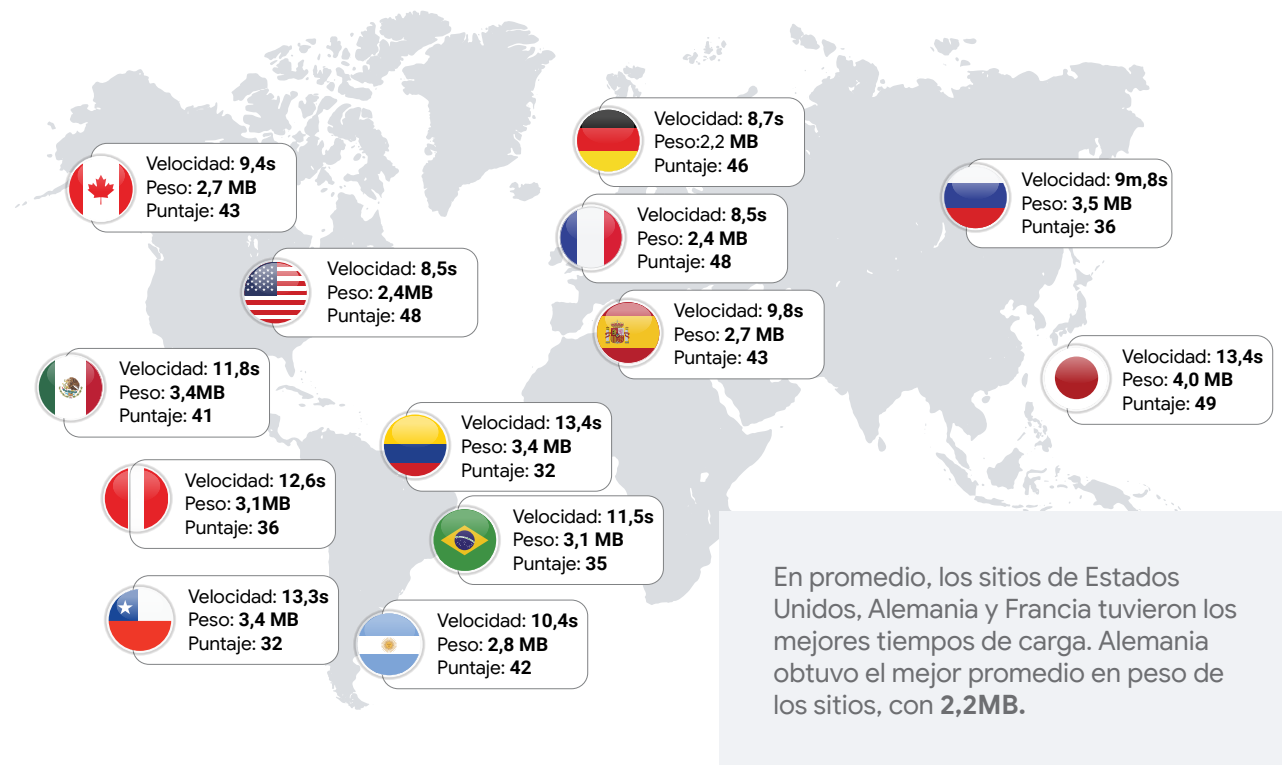 Velocidad: 9,4s
Peso: 2,7 MB
Puntaje: 43
Velocidad: 8,5s
Peso: 2,4MB
Puntaje: 48
Velocidad: 11,8s
Peso: 3,4MB
Puntaje: 41
Velocidad: 12,6s
Peso: 3,1MB
Puntaje: 36
Velocidad: 13,3s
Peso: 3,4 MB
Puntaje: 32
Velocidad: 13,4s
Peso: 3,4 MB
Puntaje: 32
Velocidad: 11,5s
Peso: 3,1 MB
Puntaje: 35
Velocidad: 10,4s
Peso: 2,8 MB
Puntaje: 42
Velocidad: 8,7s
Peso:2,2 MB
Puntaje: 46
Velocidad: 8,5s
Peso: 2,4 MB
Puntaje: 48
Velocidad: 9,8s
Peso: 2,7 MB
Puntaje: 43
Velocidad: 9m,8s
Peso: 3,5 MB
Puntaje: 36
Velocidad: 13,4s
Peso: 4,0 MB
Puntaje: 49
En promedio, los sitios de Estados
Unidos, Alemania y Francia tuvieron los
mejores tiempos de carga. Alemania
obtuvo el mejor promedio en peso de
los sitios, con 2,2MB.